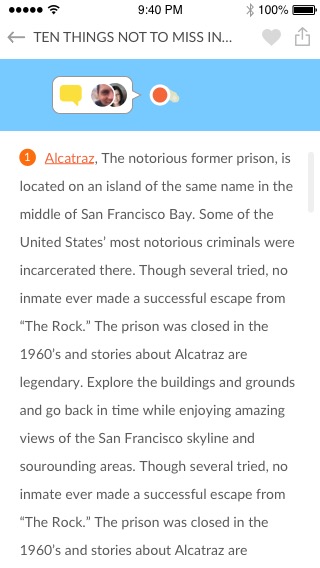 9:40 PM
100%
TEN THINGS NOT TO MISS IN...
1 Alcatraz, The notorious former prison, is
located on an island of the same name in the
middle of San Francisco Bay. Some of the
United States’ most notorious criminals were
incarcerated there. Though several tried, no
inmate ever made a successful escape from
“The Rock.” The prison was closed in the
1960’s and stories about Alcatraz are
legendary. Explore the buildings and grounds
and go back in time while enjoying amazing
views of the San Francisco skyline and
sourounding areas. Though several tried, no
inmate ever made a successful escape from
“The Rock.” The prison was closed in the
1960’s and stories about Alcatraz are